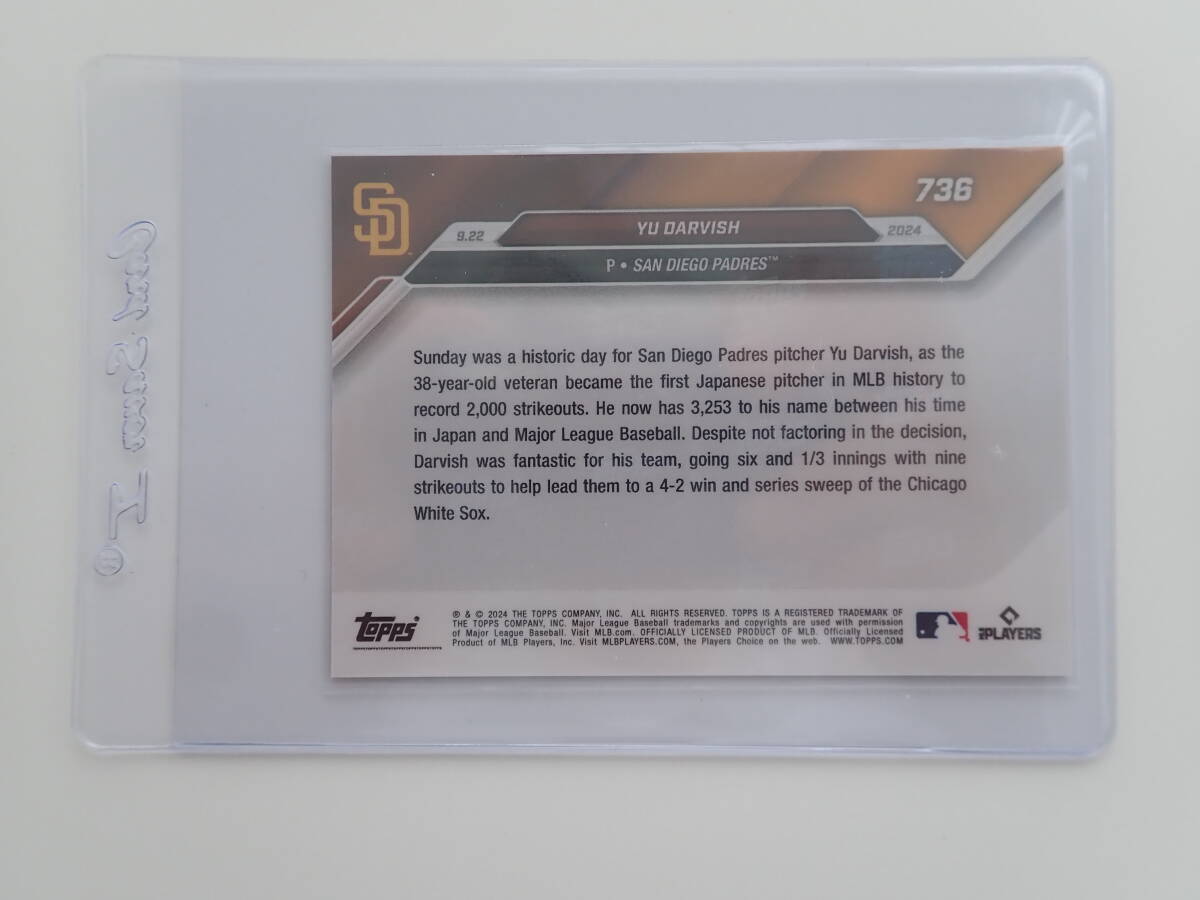 SD
736
9.22
YU DARVISH
2024
P • SAN DIEGO PADRES™
Sunday was a historic day for San Diego Padres pitcher Yu Darvish, as the
38-year-old veteran became the first Japanese pitcher in MLB history to
record 2,000 strikeouts. He now has 3,253 to his name between his time
in Japan and Major League Baseball. Despite not factoring in the decision,
Darvish was fantastic for his team, going six and 1/3 innings with nine
strikeouts to help lead them to a 4-2 win and series sweep of the Chicago
White Sox.
topps
® & © 2024 THE TOPPS COMPANY, INC. ALL RIGHTS RESERVED. TOPPS IS A REGISTERED TRADEMARK OF
THE TOPPS COMPANY, INC. Major League Baseball trademarks and copyrights are used with permission
of Major League Baseball. Visit MLB.com. OFFICIALLY LICENSED PRODUCT OF MLB. Officially Licensed
Product of MLB Players, Inc. Visit MLBPLAYERS.COM, the Players Choice on the web. WWW.TOPPS.COM
PLAYERS
Card Saver I®